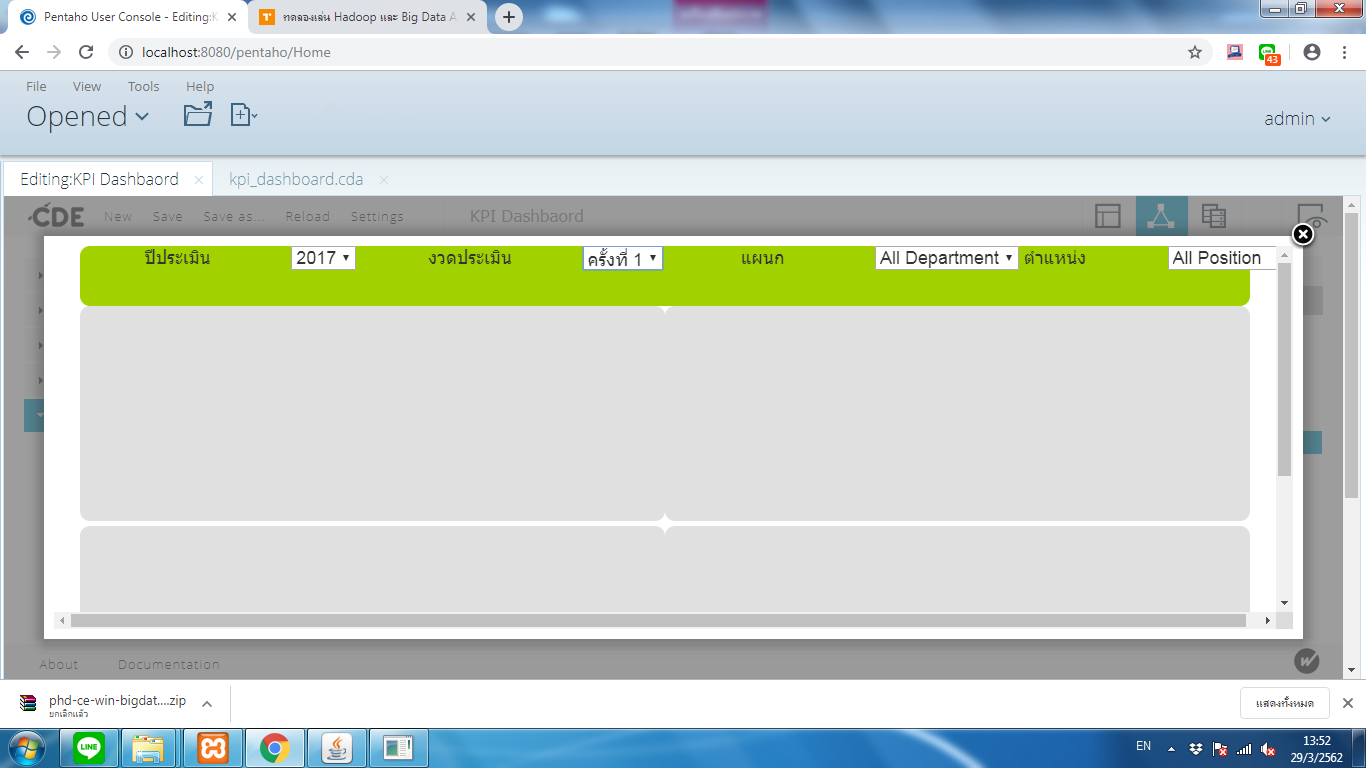 Pentaho User Console - Editing:K
ทดลองเล่น Hadoop และ Big Data A
localhost:8080/pentaho/Home
43
File View Tools Help
Opened
admin
Editing:KPI Dashbaord
kpi_dashboard.cda
CDE New Save Save as... Reload Settings KPI Dashbaord
ปีประเมิน 2017 งวดประเมิน ครั้งที่ 1 แผนก All Department ตำแหน่ง All Position
About Documentation
phd-ce-win-bigdat....zip
ยกเลิกแล้ว
แสดงทั้งหมด
LINE
EN
13:52
29/3/2562